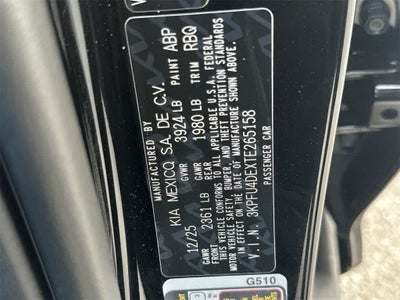 MANUFACTURED BY
KIA MEXICO, S.A. DE C.V.
GVWR 3924 LB PAINT ABP
12/25 GAWR FRONT 2361 LB GAWR REAR 1980 LB TRIM RBQ
THIS VEHICLE CONFORMS TO ALL APPLICABLE U.S.A. FEDERAL
MOTOR VEHICLE SAFETY, BUMPER, AND THEFT PREVENTION STANDARDS
IN EFFECT ON THE DATE OF MANUFACTURE SHOWN ABOVE.
V.I.N. 3KPFU4DEXTE265158
PASSENGER CAR
G510